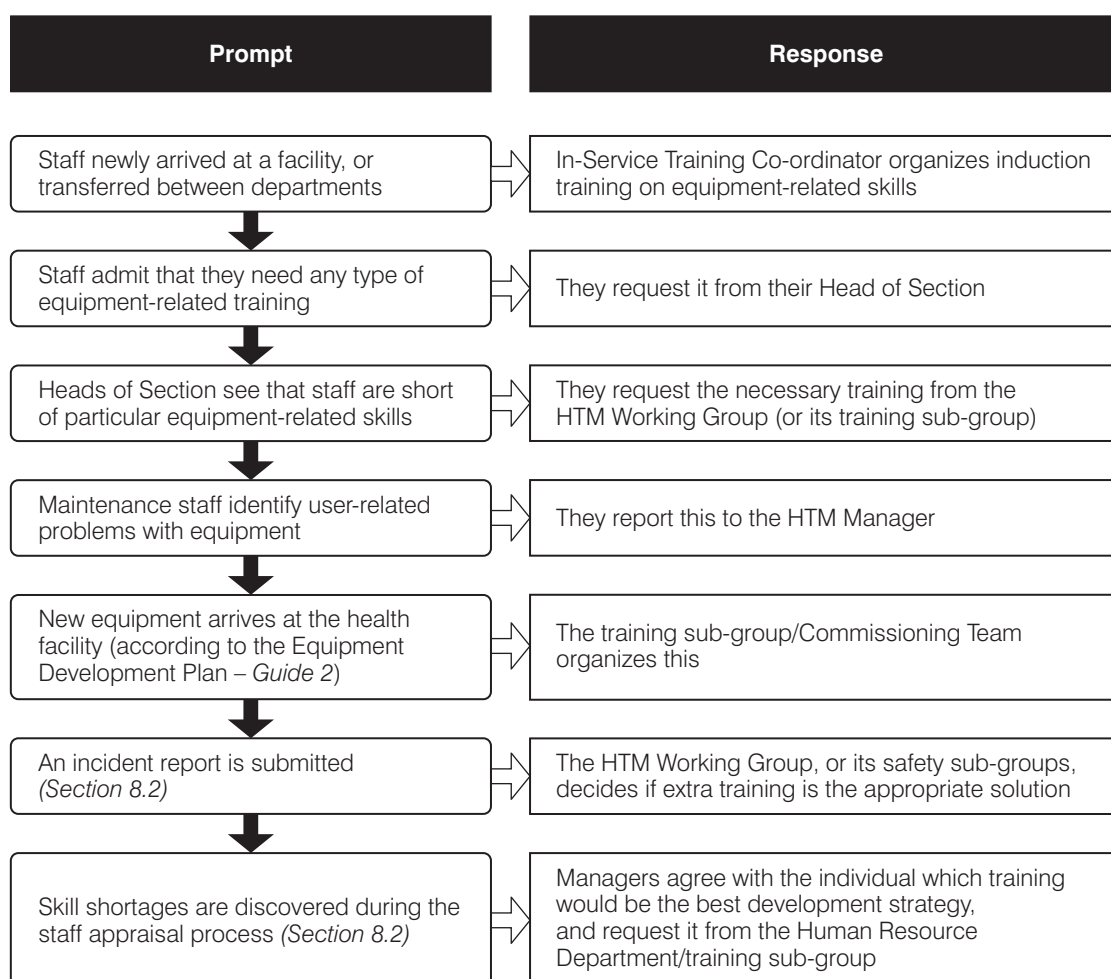 Prompt
Response
Staff newly arrived at a facility, or
transferred between departments
In-Service Training Co-ordinator organizes induction
training on equipment-related skills
Staff admit that they need any type of
equipment-related training
They request it from their Head of Section
Heads of Section see that staff are short
of particular equipment-related skills
They request the necessary training from the
HTM Working Group (or its training sub-group)
Maintenance staff identify user-related
problems with equipment
They report this to the HTM Manager
New equipment arrives at the health
facility (according to the Equipment
Development Plan – Guide 2)
The training sub-group/Commissioning Team
organizes this
An incident report is submitted
(Section 8.2)
The HTM Working Group, or its safety sub-groups,
decides if extra training is the appropriate solution
Skill shortages are discovered during the
staff appraisal process (Section 8.2)
Managers agree with the individual which training
would be the best development strategy,
and request it from the Human Resource
Department/training sub-group